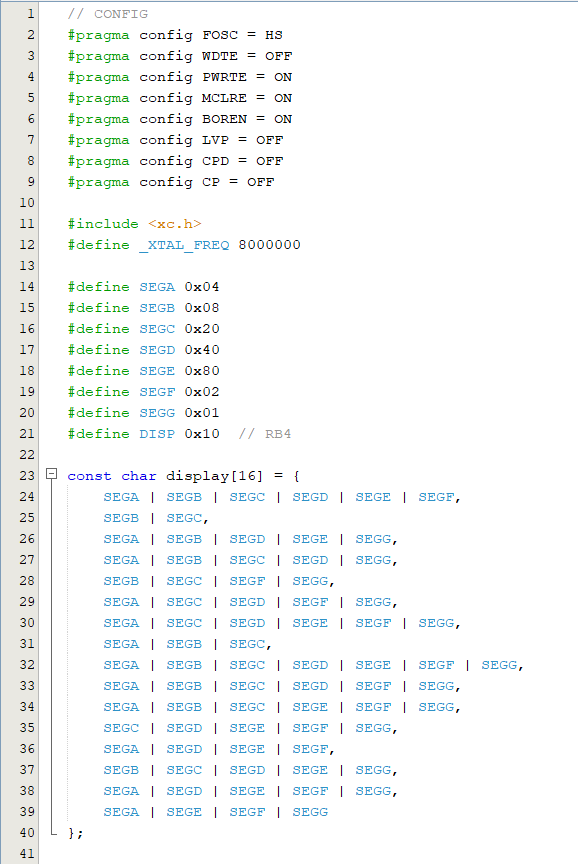 1 // CONFIG
2 #pragma config FOSC = HS
3 #pragma config WDTE = OFF
4 #pragma config PWRTE = ON
5 #pragma config MCLRE = ON
6 #pragma config BOREN = ON
7 #pragma config LVP = OFF
8 #pragma config CPD = OFF
9 #pragma config CP = OFF
10
11 #include <xc.h>
12 #define _XTAL_FREQ 8000000
13
14 #define SEGA 0x04
15 #define SEGB 0x08
16 #define SEGC 0x20
17 #define SEGD 0x40
18 #define SEGE 0x80
19 #define SEGF 0x02
20 #define SEGG 0x01
21 #define DISP 0x10  // RB4
22
23 const char display[16] = {
24     SEGA | SEGB | SEGC | SEGD | SEGE | SEGF,
25     SEGB | SEGC,
26     SEGA | SEGB | SEGD | SEGE | SEGG,
27     SEGA | SEGB | SEGC | SEGD | SEGG,
28     SEGB | SEGC | SEGF | SEGG,
29     SEGA | SEGC | SEGD | SEGF | SEGG,
30     SEGA | SEGC | SEGD | SEGE | SEGF | SEGG,
31     SEGA | SEGB | SEGC,
32     SEGA | SEGB | SEGC | SEGD | SEGE | SEGF | SEGG,
33     SEGA | SEGB | SEGC | SEGD | SEGF | SEGG,
34     SEGA | SEGB | SEGC | SEGE | SEGF | SEGG,
35     SEGC | SEGD | SEGE | SEGF | SEGG,
36     SEGA | SEGD | SEGE | SEGF,
37     SEGB | SEGC | SEGD | SEGE | SEGG,
38     SEGA | SEGD | SEGE | SEGF | SEGG,
39     SEGA | SEGE | SEGF | SEGG
40 };
41